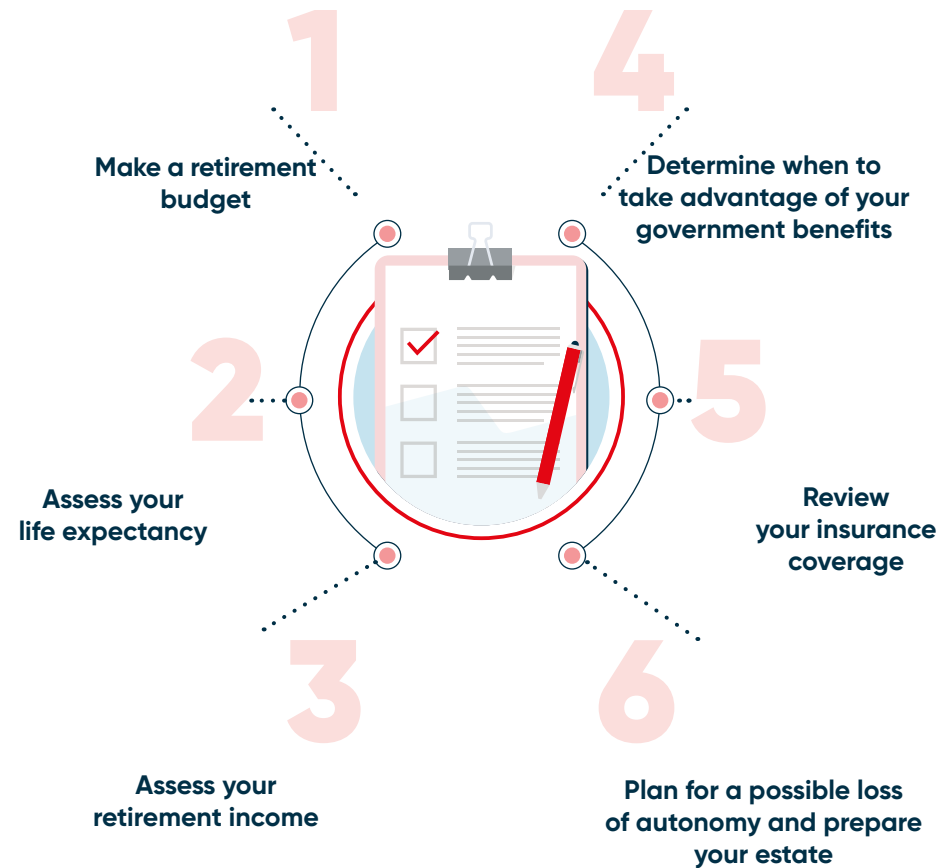 1
Make a retirement
budget
2
Assess your
life expectancy
3
Assess your
retirement income
4
Determine when to
take advantage of your
government benefits
5
Review
your insurance
coverage
6
Plan for a possible loss
of autonomy and prepare
your estate